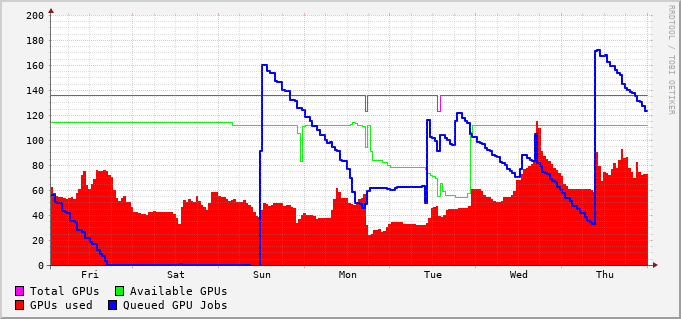 200
180
160
140
120
100
80
60
40
20
0
Fri Sat Sun Mon Tue Wed Thu
Total GPUs Available GPUs
GPUs used Queued GPU Jobs
RRDTOOL / TOBI OETIKER